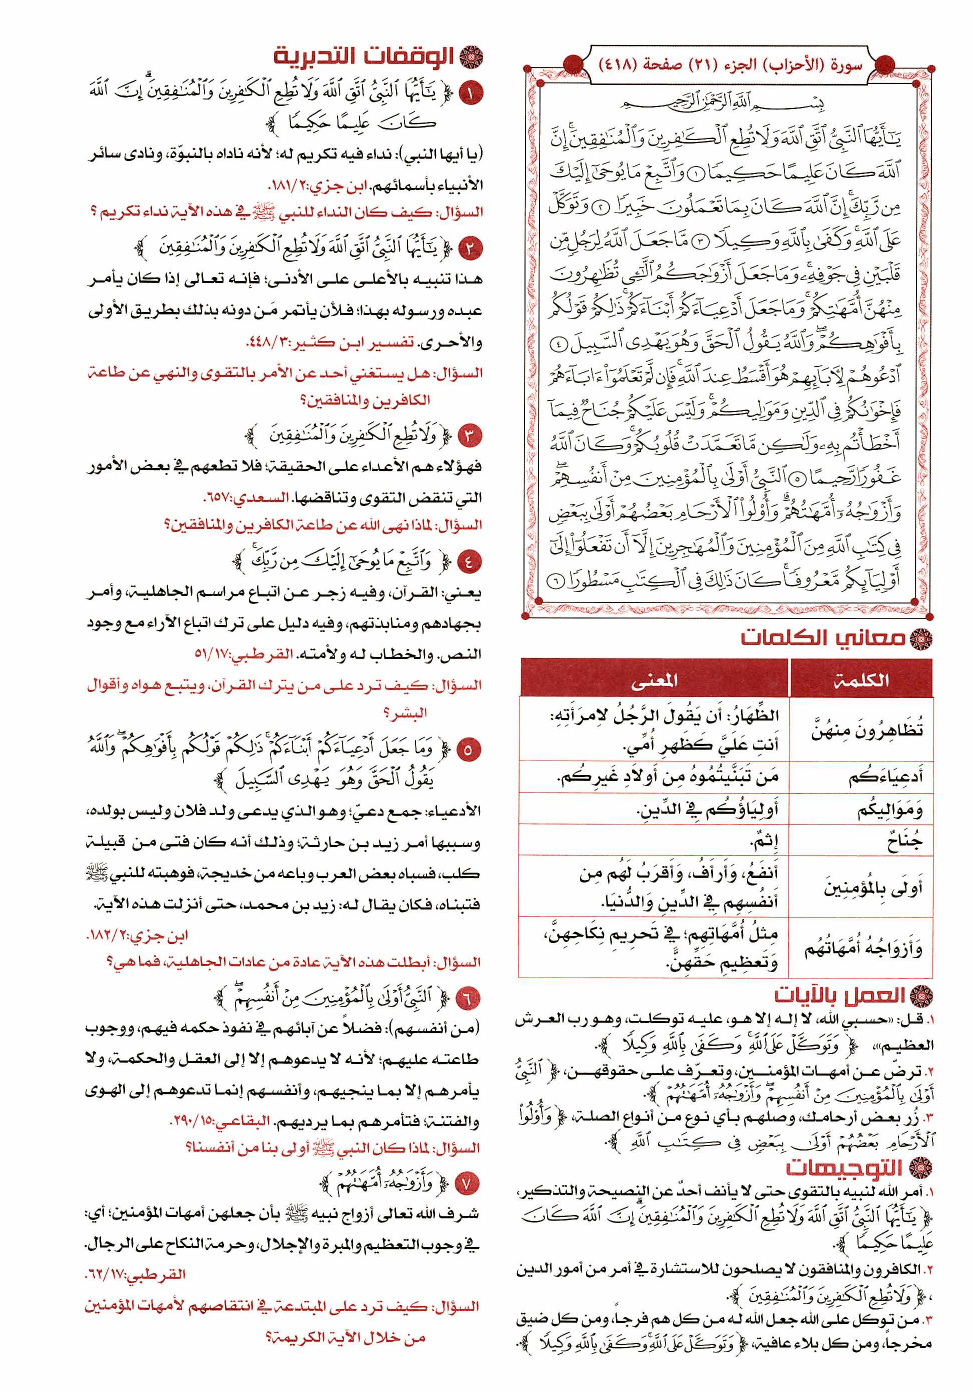 سورة (الأحزاب) الجزء (٢١) صفحة (٤١٨)
بِسْمِ اللَّهِ الرَّحْمَٰنِ الرَّحِيمِ
يَٰٓأَيُّهَا ٱلنَّبِيُّ ٱتَّقِ ٱللَّهَ وَلَا تُطِعِ ٱلْكَٰفِرِينَ وَٱلْمُنَٰفِقِينَۗ إِنَّ
ٱللَّهَ كَانَ عَلِيمًا حَكِيمًا ١ وَٱتَّبِعْ مَا يُوحَىٰٓ إِلَيْكَ
مِن رَّبِّكَۚ إِنَّ ٱللَّهَ كَانَ بِمَا تَعْمَلُونَ خَبِيرًا ٢ وَتَوَكَّلْ
عَلَى ٱللَّهِۚ وَكَفَىٰ بِٱللَّهِ وَكِيلًا ٣ مَّا جَعَلَ ٱللَّهُ لِرَجُلٍ مِّن
قَلْبَيْنِ فِي جَوْفِهِۦۚ وَمَا جَعَلَ أَزْوَٰجَكُمُ ٱلَّٰٓـِٔي تُظَٰهِرُونَ
مِنْهُنَّ أُمَّهَٰتِكُمْۚ وَمَا جَعَلَ أَدْعِيَآءَكُمْ أَبْنَآءَكُمْۚ ذَٰلِكُمْ قَوْلُكُم
بِأَفْوَٰهِكُمْۖ وَٱللَّهُ يَقُولُ ٱلْحَقَّ وَهُوَ يَهْدِي ٱلسَّبِيلَ ٤
ٱدْعُوهُمْ لِءَابَآئِهِمْ هُوَ أَقْسَطُ عِندَ ٱللَّهِۚ فَإِن لَّمْ تَعْلَمُوٓا۟ ءَابَآءَهُمْ
فَإِخْوَٰنُكُمْ فِي ٱلدِّينِ وَمَوَٰلِيكُمْۚ وَلَيْسَ عَلَيْكُمْ جُنَاحٌ فِيمَآ
أَخْطَأْتُم بِهِۦ وَلَٰكِن مَّا تَعَمَّدَتْ قُلُوبُكُمْۚ وَكَانَ ٱللَّهُ
غَفُورًا رَّحِيمًا ٥ ٱلنَّبِيُّ أَوْلَىٰ بِٱلْمُؤْمِنِينَ مِنْ أَنفُسِهِمْۖ
وَأَزْوَٰجُهُۥٓ أُمَّهَٰتُهُمْۗ وَأُو۟لُوا۟ ٱلْأَرْحَامِ بَعْضُهُمْ أَوْلَىٰ بِبَعْضٍ
فِي كِتَٰبِ ٱللَّهِ مِنَ ٱلْمُؤْمِنِينَ وَٱلْمُهَٰجِرِينَ إِلَّآ أَن تَفْعَلُوٓا۟ إِلَىٰٓ
أَوْلِيَآئِكُم مَّعْرُوفًاۚ كَانَ ذَٰلِكَ فِي ٱلْكِتَٰبِ مَسْطُورًا ٦
معاني الكلمات
الكلمة المعنى
تُظَاهِرُونَ مِنْهُنَّ الظِّهَارُ: أَن يَقُولَ الرَّجُلُ لِامرَأَتِهِ:
أَنتِ عَلَيَّ كَظَهرِ أُمِّي.
أَدعِيَاءَكُم مَن تَبَنَّيتُمُوهُ مِن أَولَادِ غَيرِكُم.
وَمَوَالِيكُم أَولِيَاؤُكُم فِي الدِّينِ.
جُنَاحٌ إِثمٌ.
أَولَى بِالمُؤمِنِينَ أَنفَعُ، وَأَرأَفُ، وَأَقرَبُ لَهُم مِن
أَنفُسِهِم فِي الدِّينِ وَالدُّنيَا.
وَأَزوَاجُهُ أُمَّهَاتُهُم مِثلُ أُمَّهَاتِهِم؛ فِي تَحرِيمِ نِكَاحِهِنَّ،
وَتَعظِيمِ حَقِّهِنَّ.
العمل بالآيات
١. قل: «حسبي الله، لا إله إلا هو، عليه توكلت، وهو رب العرش
العظيم»، ﴿ وَتَوَكَّلْ عَلَى ٱللَّهِۚ وَكَفَىٰ بِٱللَّهِ وَكِيلًا ﴾.
٢. ترضَّ عن أمهات المؤمنين، وتعرَّف على حقوقهن، ﴿ ٱلنَّبِيُّ
أَوْلَىٰ بِٱلْمُؤْمِنِينَ مِنْ أَنفُسِهِمْۖ وَأَزْوَٰجُهُۥٓ أُمَّهَٰتُهُمْ ﴾.
٣. زُر بعض أرحامك، وصلهم بأي نوع من أنواع الصلة، ﴿ وَأُو۟لُوا۟
ٱلْأَرْحَامِ بَعْضُهُمْ أَوْلَىٰ بِبَعْضٍ فِي كِتَٰبِ ٱللَّهِ ﴾.
التوجيهات
١. أمر الله لنبيه بالتقوى حتى لا يأنف أحدٌ عن النصيحة والتذكير،
﴿ يَٰٓأَيُّهَا ٱلنَّبِيُّ ٱتَّقِ ٱللَّهَ وَلَا تُطِعِ ٱلْكَٰفِرِينَ وَٱلْمُنَٰفِقِينَۗ إِنَّ ٱللَّهَ كَانَ
عَلِيمًا حَكِيمًا ﴾.
٢. الكافرون والمنافقون لا يصلحون للاستشارة في أمر من أمور الدين
، ﴿ وَلَا تُطِعِ ٱلْكَٰفِرِينَ وَٱلْمُنَٰفِقِينَ ﴾.
٣. من توكل على الله جعل الله له من كل هم فرجاً، ومن كل ضيق
مخرجاً، ومن كل بلاء عافية، ﴿ وَتَوَكَّلْ عَلَى ٱللَّهِۚ وَكَفَىٰ بِٱللَّهِ وَكِيلًا ﴾.
الوقفات التدبرية
١ ﴿ يَٰٓأَيُّهَا ٱلنَّبِيُّ ٱتَّقِ ٱللَّهَ وَلَا تُطِعِ ٱلْكَٰفِرِينَ وَٱلْمُنَٰفِقِينَۗ إِنَّ ٱللَّهَ
كَانَ عَلِيمًا حَكِيمًا ﴾
(يا أيها النبي): نداء فيه تكريم له؛ لأنه ناداه بالنبوّة، ونادى سائر
الأنبياء بأسمائهم. ابن جزي:١٨١/٢.
السؤال: كيف كان النداء للنبي ﷺ في هذه الآية نداء تكريم ؟
٢ ﴿ يَٰٓأَيُّهَا ٱلنَّبِيُّ ٱتَّقِ ٱللَّهَ وَلَا تُطِعِ ٱلْكَٰفِرِينَ وَٱلْمُنَٰفِقِينَ ﴾
هذا تنبيه بالأعلى على الأدنى؛ فإنه تعالى إذا كان يأمر
عبده ورسوله بهذا؛ فلأن يأتمر مَن دونه بذلك بطريق الأولى
والأحرى. تفسير ابن كثير:٤٤٨/٣.
السؤال: هل يستغني أحد عن الأمر بالتقوى والنهي عن طاعة
الكافرين والمنافقين؟
٣ ﴿ وَلَا تُطِعِ ٱلْكَٰفِرِينَ وَٱلْمُنَٰفِقِينَ ﴾
فهؤلاء هم الأعداء على الحقيقة؛ فلا تطعهم في بعض الأمور
التي تنقض التقوى وتناقضها. السعدي:٦٥٧.
السؤال: لماذا نهى الله عن طاعة الكافرين والمنافقين؟
٤ ﴿ وَٱتَّبِعْ مَا يُوحَىٰٓ إِلَيْكَ مِن رَّبِّكَۚ ﴾
يعني: القرآن، وفيه زجر عن اتباع مراسم الجاهلية، وأمر
بجهادهم ومنابذتهم، وفيه دليل على ترك اتباع الآراء مع وجود
النص. والخطاب له ولأمته. القرطبي:٥١/١٧
السؤال: كيف ترد على من يترك القرآن، ويتبع هواه وأقوال
البشر؟
٥ ﴿ وَمَا جَعَلَ أَدْعِيَآءَكُمْ أَبْنَآءَكُمْۚ ذَٰلِكُمْ قَوْلُكُم بِأَفْوَٰهِكُمْۖ وَٱللَّهُ
يَقُولُ ٱلْحَقَّ وَهُوَ يَهْدِي ٱلسَّبِيلَ ﴾
الأدعياء: جمع دعيّ؛ وهو الذي يدعى ولد فلان وليس بولده،
وسببها أمر زيد بن حارثة؛ وذلك أنه كان فتى من قبيلة
كلب، فسباه بعض العرب وباعه من خديجة، فوهبته للنبي ﷺ
فتبناه، فكان يقال له: زيد بن محمد، حتى أنزلت هذه الآية.
ابن جزي:١٨٢/٢.
السؤال: أبطلت هذه الآية عادة من عادات الجاهلية، فما هي؟
٦ ﴿ ٱلنَّبِيُّ أَوْلَىٰ بِٱلْمُؤْمِنِينَ مِنْ أَنفُسِهِمْۖ ﴾
(من أنفسهم): فضلاً عن آبائهم في نفوذ حكمه فيهم، ووجوب
طاعته عليهم؛ لأنه لا يدعوهم إلا إلى العقل والحكمة، ولا
يأمرهم إلا بما ينجيهم، وأنفسهم إنما تدعوهم إلى الهوى
والفتنة؛ فتأمرهم بما يرديهم. البقاعي:٢٩٠/١٥.
السؤال: لماذا كان النبي ﷺ أولى بنا من أنفسنا؟
٧ ﴿ وَأَزْوَٰجُهُۥٓ أُمَّهَٰتُهُمْ ﴾
شرف الله تعالى أزواج نبيه ﷺ بأن جعلهن أمهات المؤمنين؛ أي:
في وجوب التعظيم والمبرة والإجلال، وحرمة النكاح على الرجال.
القرطبي:٦٢/١٧.
السؤال: كيف ترد على المبتدعة في انتقاصهم لأمهات المؤمنين
من خلال الآية الكريمة؟